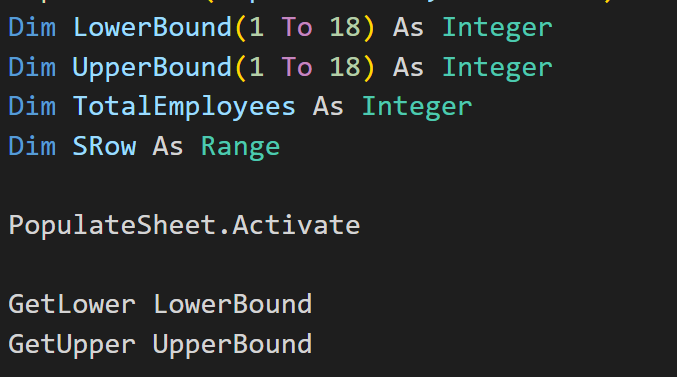 Dim LowerBound(1 To 18) As Integer
Dim UpperBound(1 To 18) As Integer
Dim TotalEmployees As Integer
Dim SRow As Range
PopulateSheet.Activate
GetLower LowerBound
GetUpper UpperBound